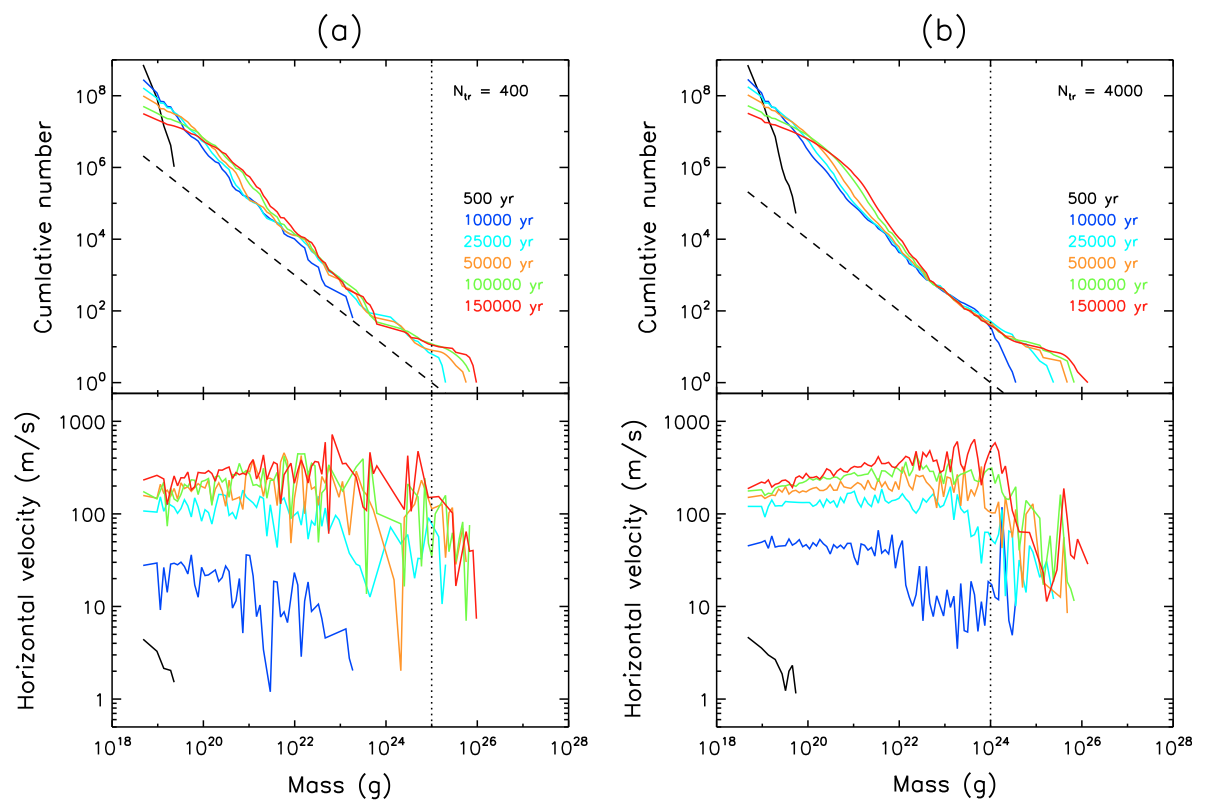 (a)
(b)
Cumlative number
10^8
10^6
10^4
10^2
10^0
N_tr = 400
500 yr
10000 yr
25000 yr
50000 yr
100000 yr
150000 yr
Cumlative number
10^8
10^6
10^4
10^2
10^0
N_tr = 4000
500 yr
10000 yr
25000 yr
50000 yr
100000 yr
150000 yr
Horizontal velocity (m/s)
1000
100
10
1
10^18 10^20 10^22 10^24 10^26 10^28
Mass (g)
Horizontal velocity (m/s)
1000
100
10
1
10^18 10^20 10^22 10^24 10^26 10^28
Mass (g)